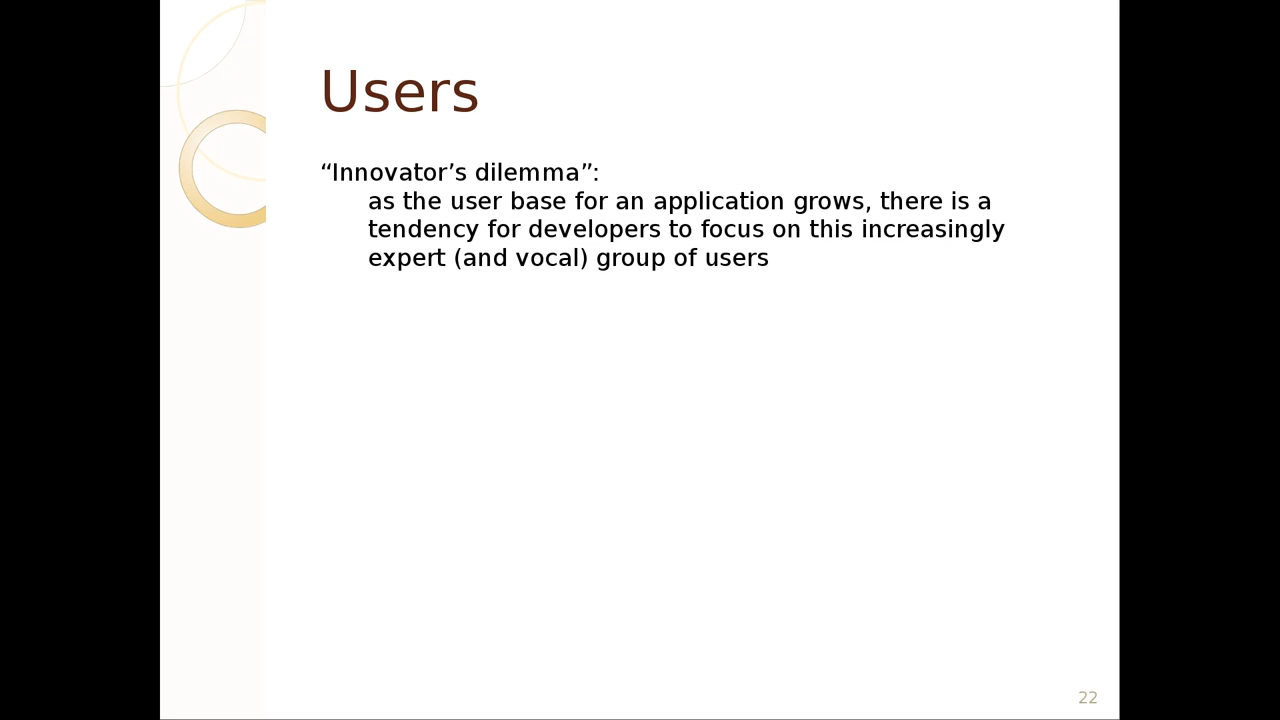 Users
“Innovator’s dilemma”:
as the user base for an application grows, there is a
tendency for developers to focus on this increasingly
expert (and vocal) group of users
22